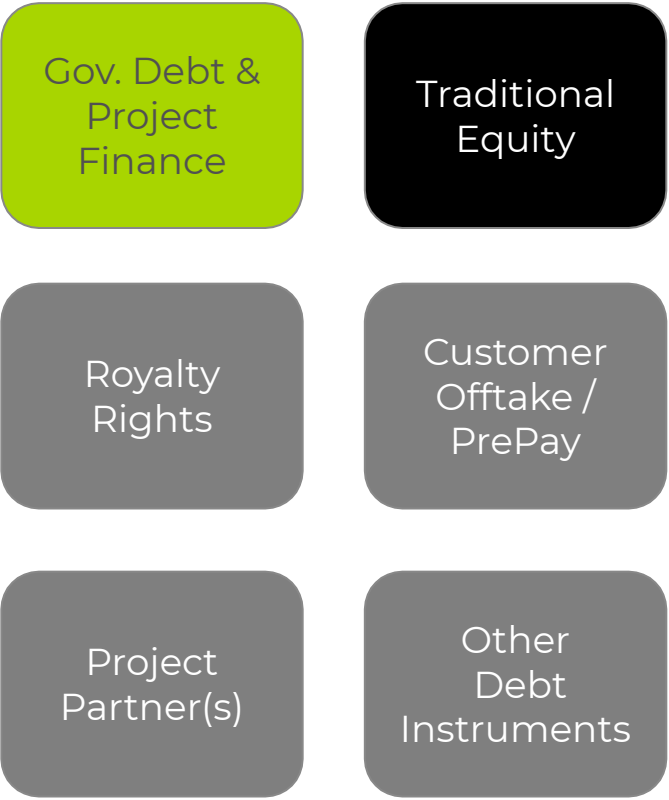 Gov. Debt &
Project
Finance
Traditional
Equity
Royalty
Rights
Customer
Offtake /
PrePay
Project
Partner(s)
Other
Debt
Instruments